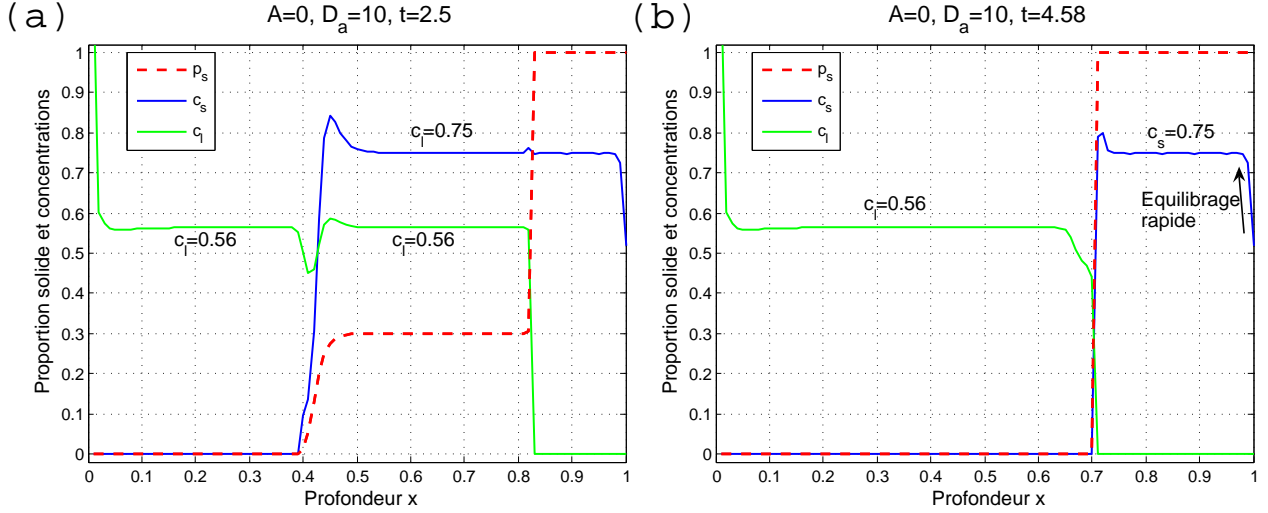 (a)
A=0, D_a=10, t=2.5
Proportion solide et concentrations
1
0.9
0.8
0.7
0.6
0.5
0.4
0.3
0.2
0.1
0
p_s
c_s
c_l
c_l=0.75
c_l=0.56
c_l=0.56
0 0.1 0.2 0.3 0.4 0.5 0.6 0.7 0.8 0.9 1
Profondeur x
(b)
A=0, D_a=10, t=4.58
Proportion solide et concentrations
1
0.9
0.8
0.7
0.6
0.5
0.4
0.3
0.2
0.1
0
p_s
c_s
c_l
c_s=0.75
c_l=0.56
Equilibrage
rapide
0 0.1 0.2 0.3 0.4 0.5 0.6 0.7 0.8 0.9 1
Profondeur x